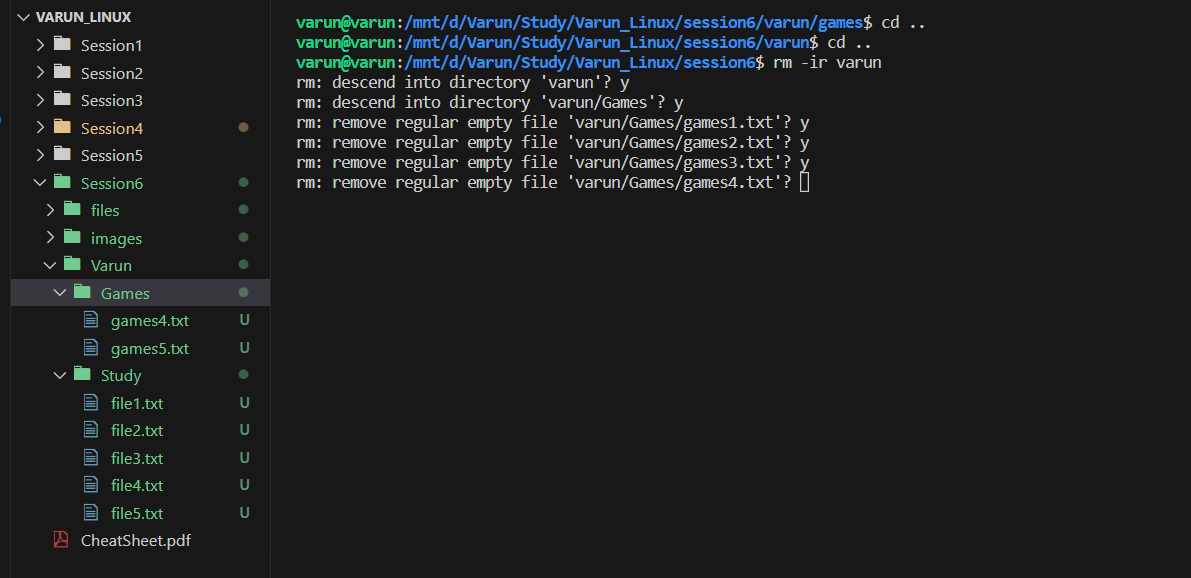 VARUN_LINUX
Session1
Session2
Session3
Session4
Session5
Session6
files
images
Varun
Games
games4.txt U
games5.txt U
Study
file1.txt U
file2.txt U
file3.txt U
file4.txt U
file5.txt U
CheatSheet.pdf
varun@varun:/mnt/d/Varun/Study/Varun_Linux/session6/varun/games$ cd ..
varun@varun:/mnt/d/Varun/Study/Varun_Linux/session6/varun$ cd ..
varun@varun:/mnt/d/Varun/Study/Varun_Linux/session6$ rm -ir varun
rm: descend into directory 'varun'? y
rm: descend into directory 'varun/Games'? y
rm: remove regular empty file 'varun/Games/games1.txt'? y
rm: remove regular empty file 'varun/Games/games2.txt'? y
rm: remove regular empty file 'varun/Games/games3.txt'? y
rm: remove regular empty file 'varun/Games/games4.txt'?